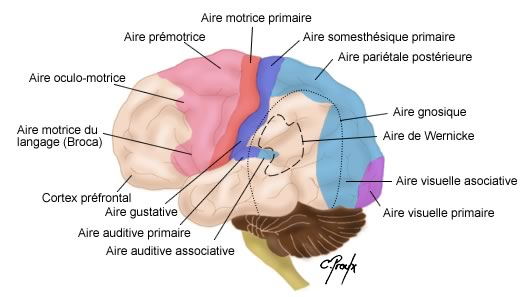 Aire motrice primaire
Aire prémotrice
Aire somesthésique primaire
Aire pariétale postérieure
Aire oculo-motrice
Aire gnosique
Aire motrice du
langage (Broca)
Aire de Wernicke
Aire visuelle asociative
Cortex préfrontal
Aire gustative
Aire visuelle primaire
Aire auditive primaire
Aire auditive associative
C. Proulx